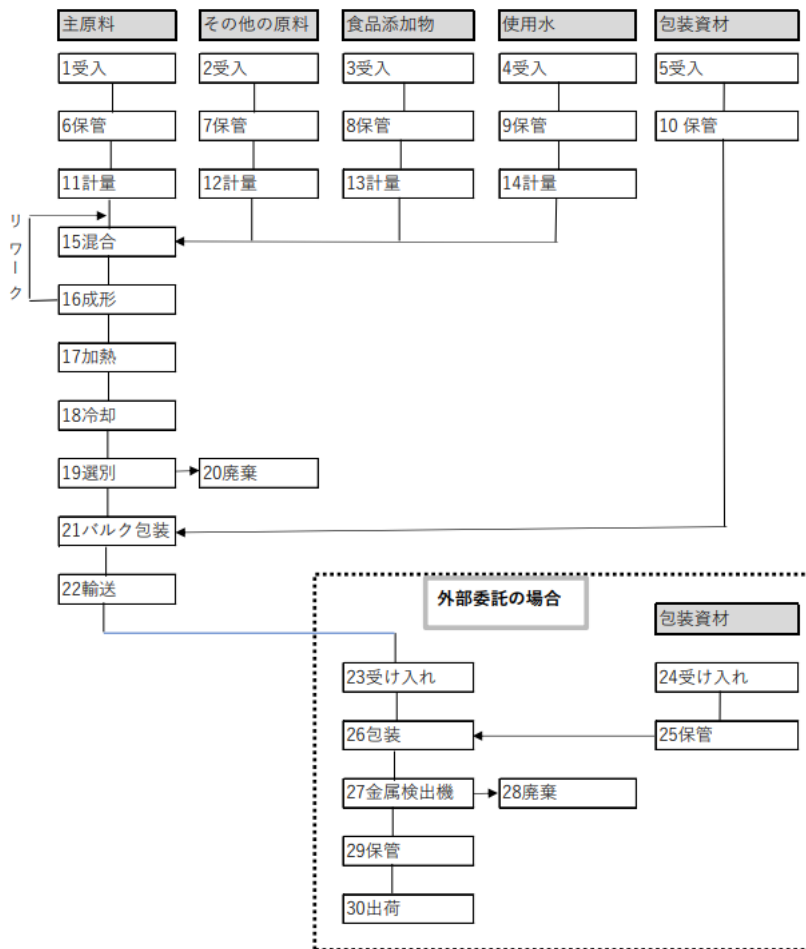 主原料
その他の原料
食品添加物
使用水
包装資材
1受入
2受入
3受入
4受入
5受入
6保管
7保管
8保管
9保管
10 保管
11計量
12計量
13計量
14計量
リワーク
15混合
16成形
17加熱
18冷却
19選別
20廃棄
21バルク包装
22輸送
外部委託の場合
包装資材
23受け入れ
24受け入れ
26包装
25保管
27金属検出機
28廃棄
29保管
30出荷